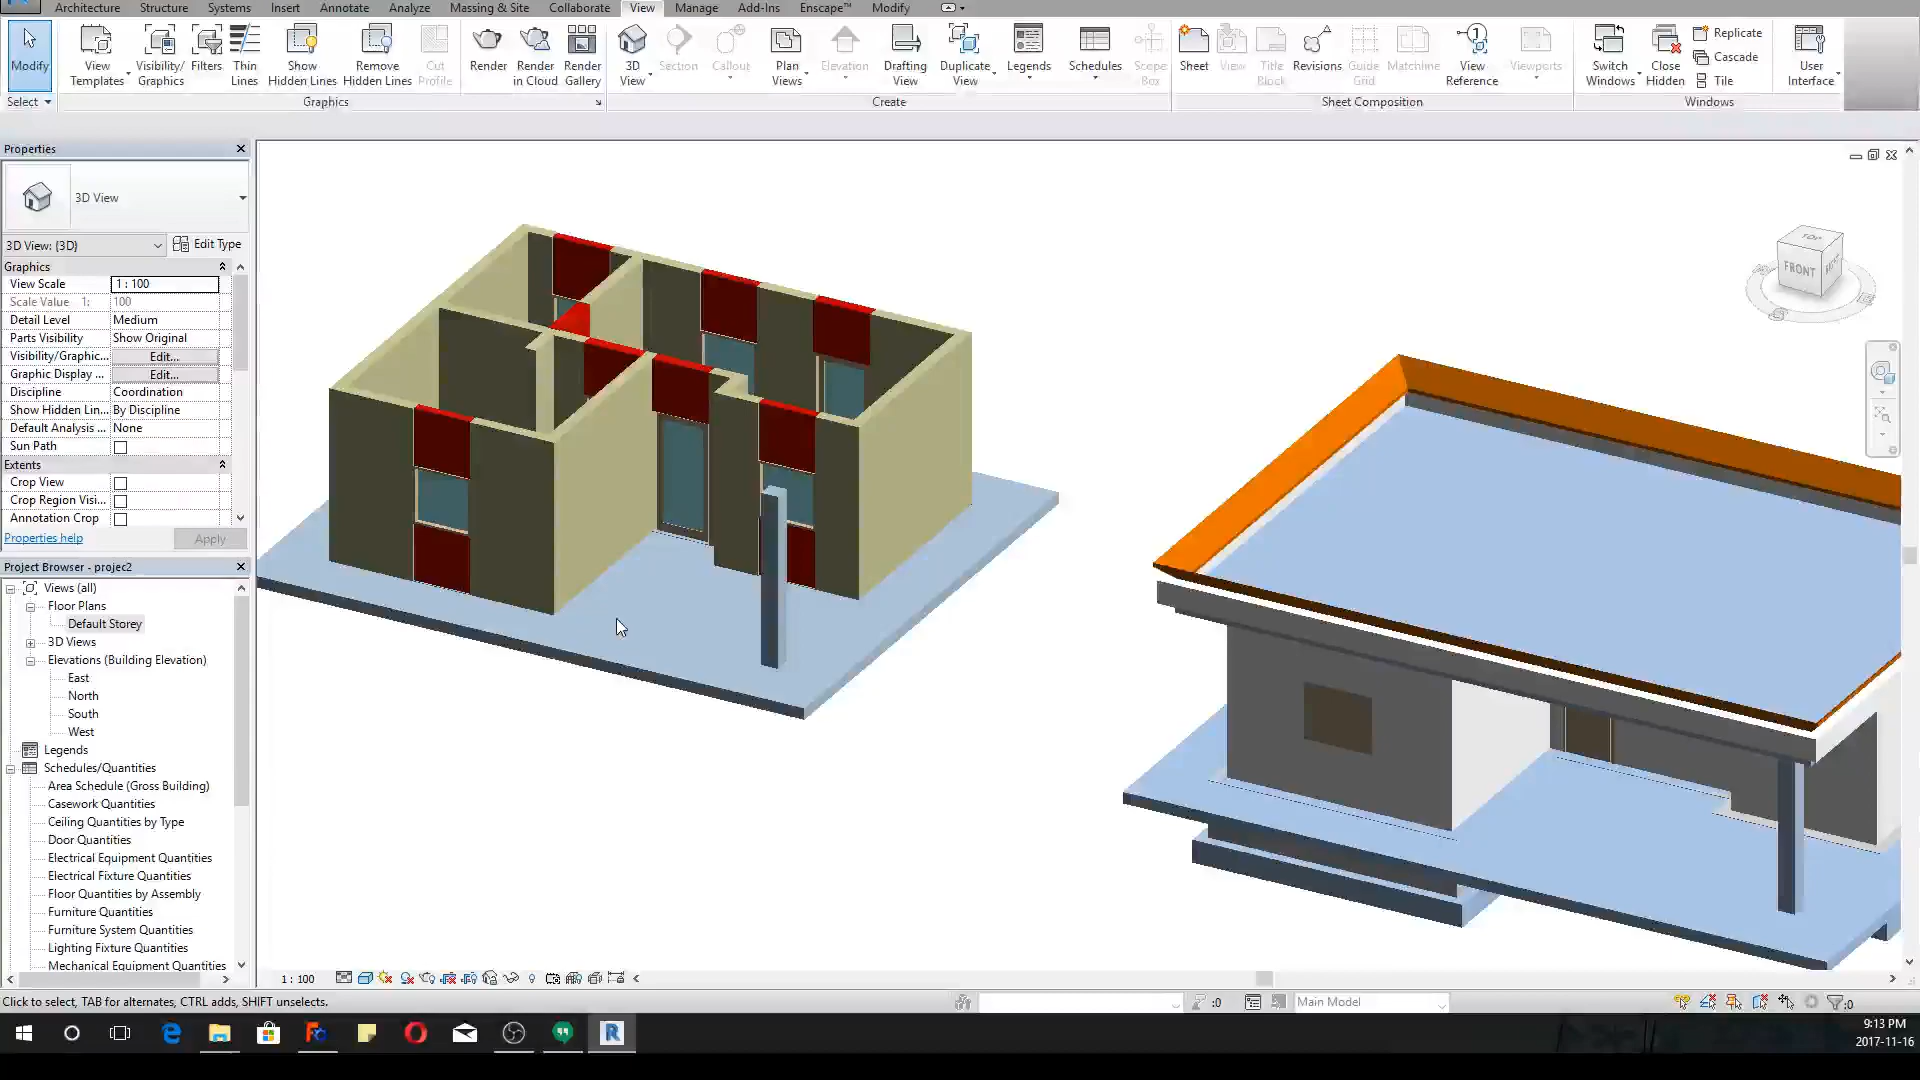 Architecture Structure Systems Insert Annotate Analyze Massing & Site Collaborate View Manage Add-Ins Enscape™ Modify
Modify View Templates Visibility/ Graphics Filters Thin Lines Show Hidden Lines Remove Hidden Lines Cut Profile Render Render in Cloud Render Gallery 3D View Section Callout Plan Views Elevation Drafting View Duplicate View Legends Schedules Scope Box Sheet View Title Block Revisions Guide Grid Matchline View Reference Viewports Switch Windows Close Hidden Replicate Cascade Tile User Interface
Select Graphics Create Sheet Composition Windows
Properties
3D View
3D View: {3D} Edit Type
Graphics
View Scale 1 : 100
Scale Value 1: 100
Detail Level Medium
Parts Visibility Show Original
Visibility/Graphic... Edit...
Graphic Display ... Edit...
Discipline Coordination
Show Hidden Lin... By Discipline
Default Analysis ... None
Sun Path
Extents
Crop View
Crop Region Visi...
Annotation Crop
Properties help Apply
Project Browser - projec2
Views (all)
Floor Plans
Default Storey
3D Views
Elevations (Building Elevation)
East
North
South
West
Legends
Schedules/Quantities
Area Schedule (Gross Building)
Casework Quantities
Ceiling Quantities by Type
Door Quantities
Electrical Equipment Quantities
Electrical Fixture Quantities
Floor Quantities by Assembly
Furniture Quantities
Furniture System Quantities
Lighting Fixture Quantities
Mechanical Equipment Quantities
TOP
FRONT
1 : 100
Click to select, TAB for alternates, CTRL adds, SHIFT unselects.
:0 Main Model :0
9:13 PM
2017-11-16